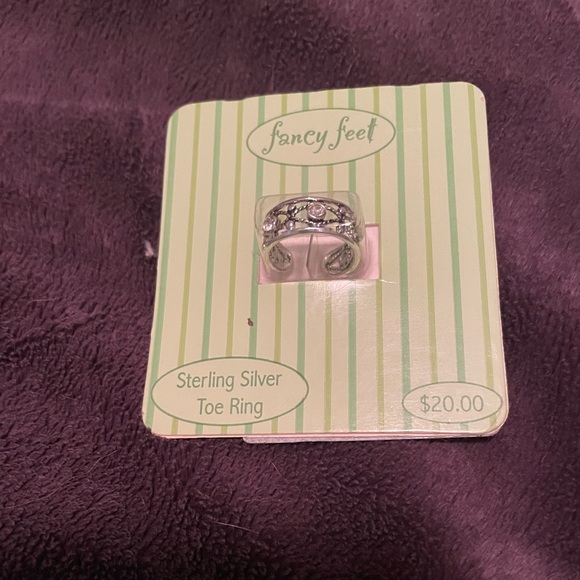 fancy feet
Sterling Silver
Toe Ring
$20.00